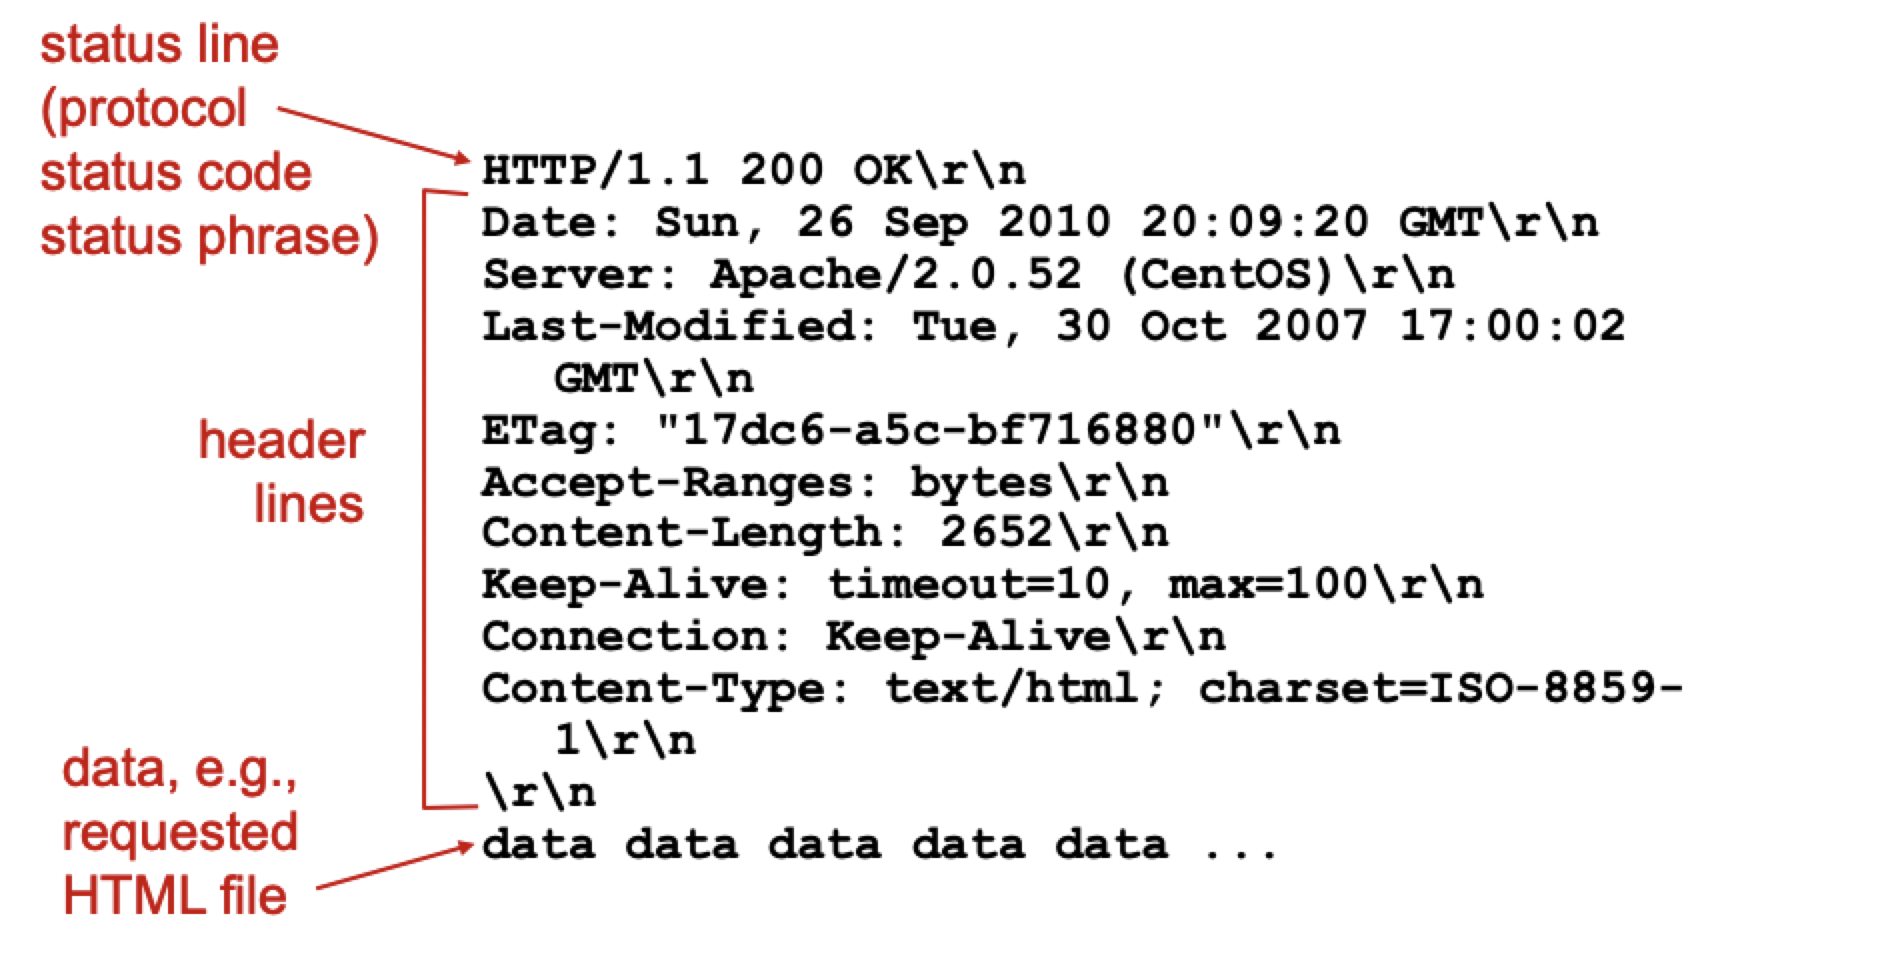 status line
(protocol
status code
status phrase)
HTTP/1.1 200 OK\r\n
Date: Sun, 26 Sep 2010 20:09:20 GMT\r\n
Server: Apache/2.0.52 (CentOS)\r\n
Last-Modified: Tue, 30 Oct 2007 17:00:02
GMT\r\n
ETag: "17dc6-a5c-bf716880"\r\n
Accept-Ranges: bytes\r\n
Content-Length: 2652\r\n
Keep-Alive: timeout=10, max=100\r\n
Connection: Keep-Alive\r\n
Content-Type: text/html; charset=ISO-8859-
1\r\n
\r\n
header
lines
data, e.g.,
requested
HTML file
data data data data data ...